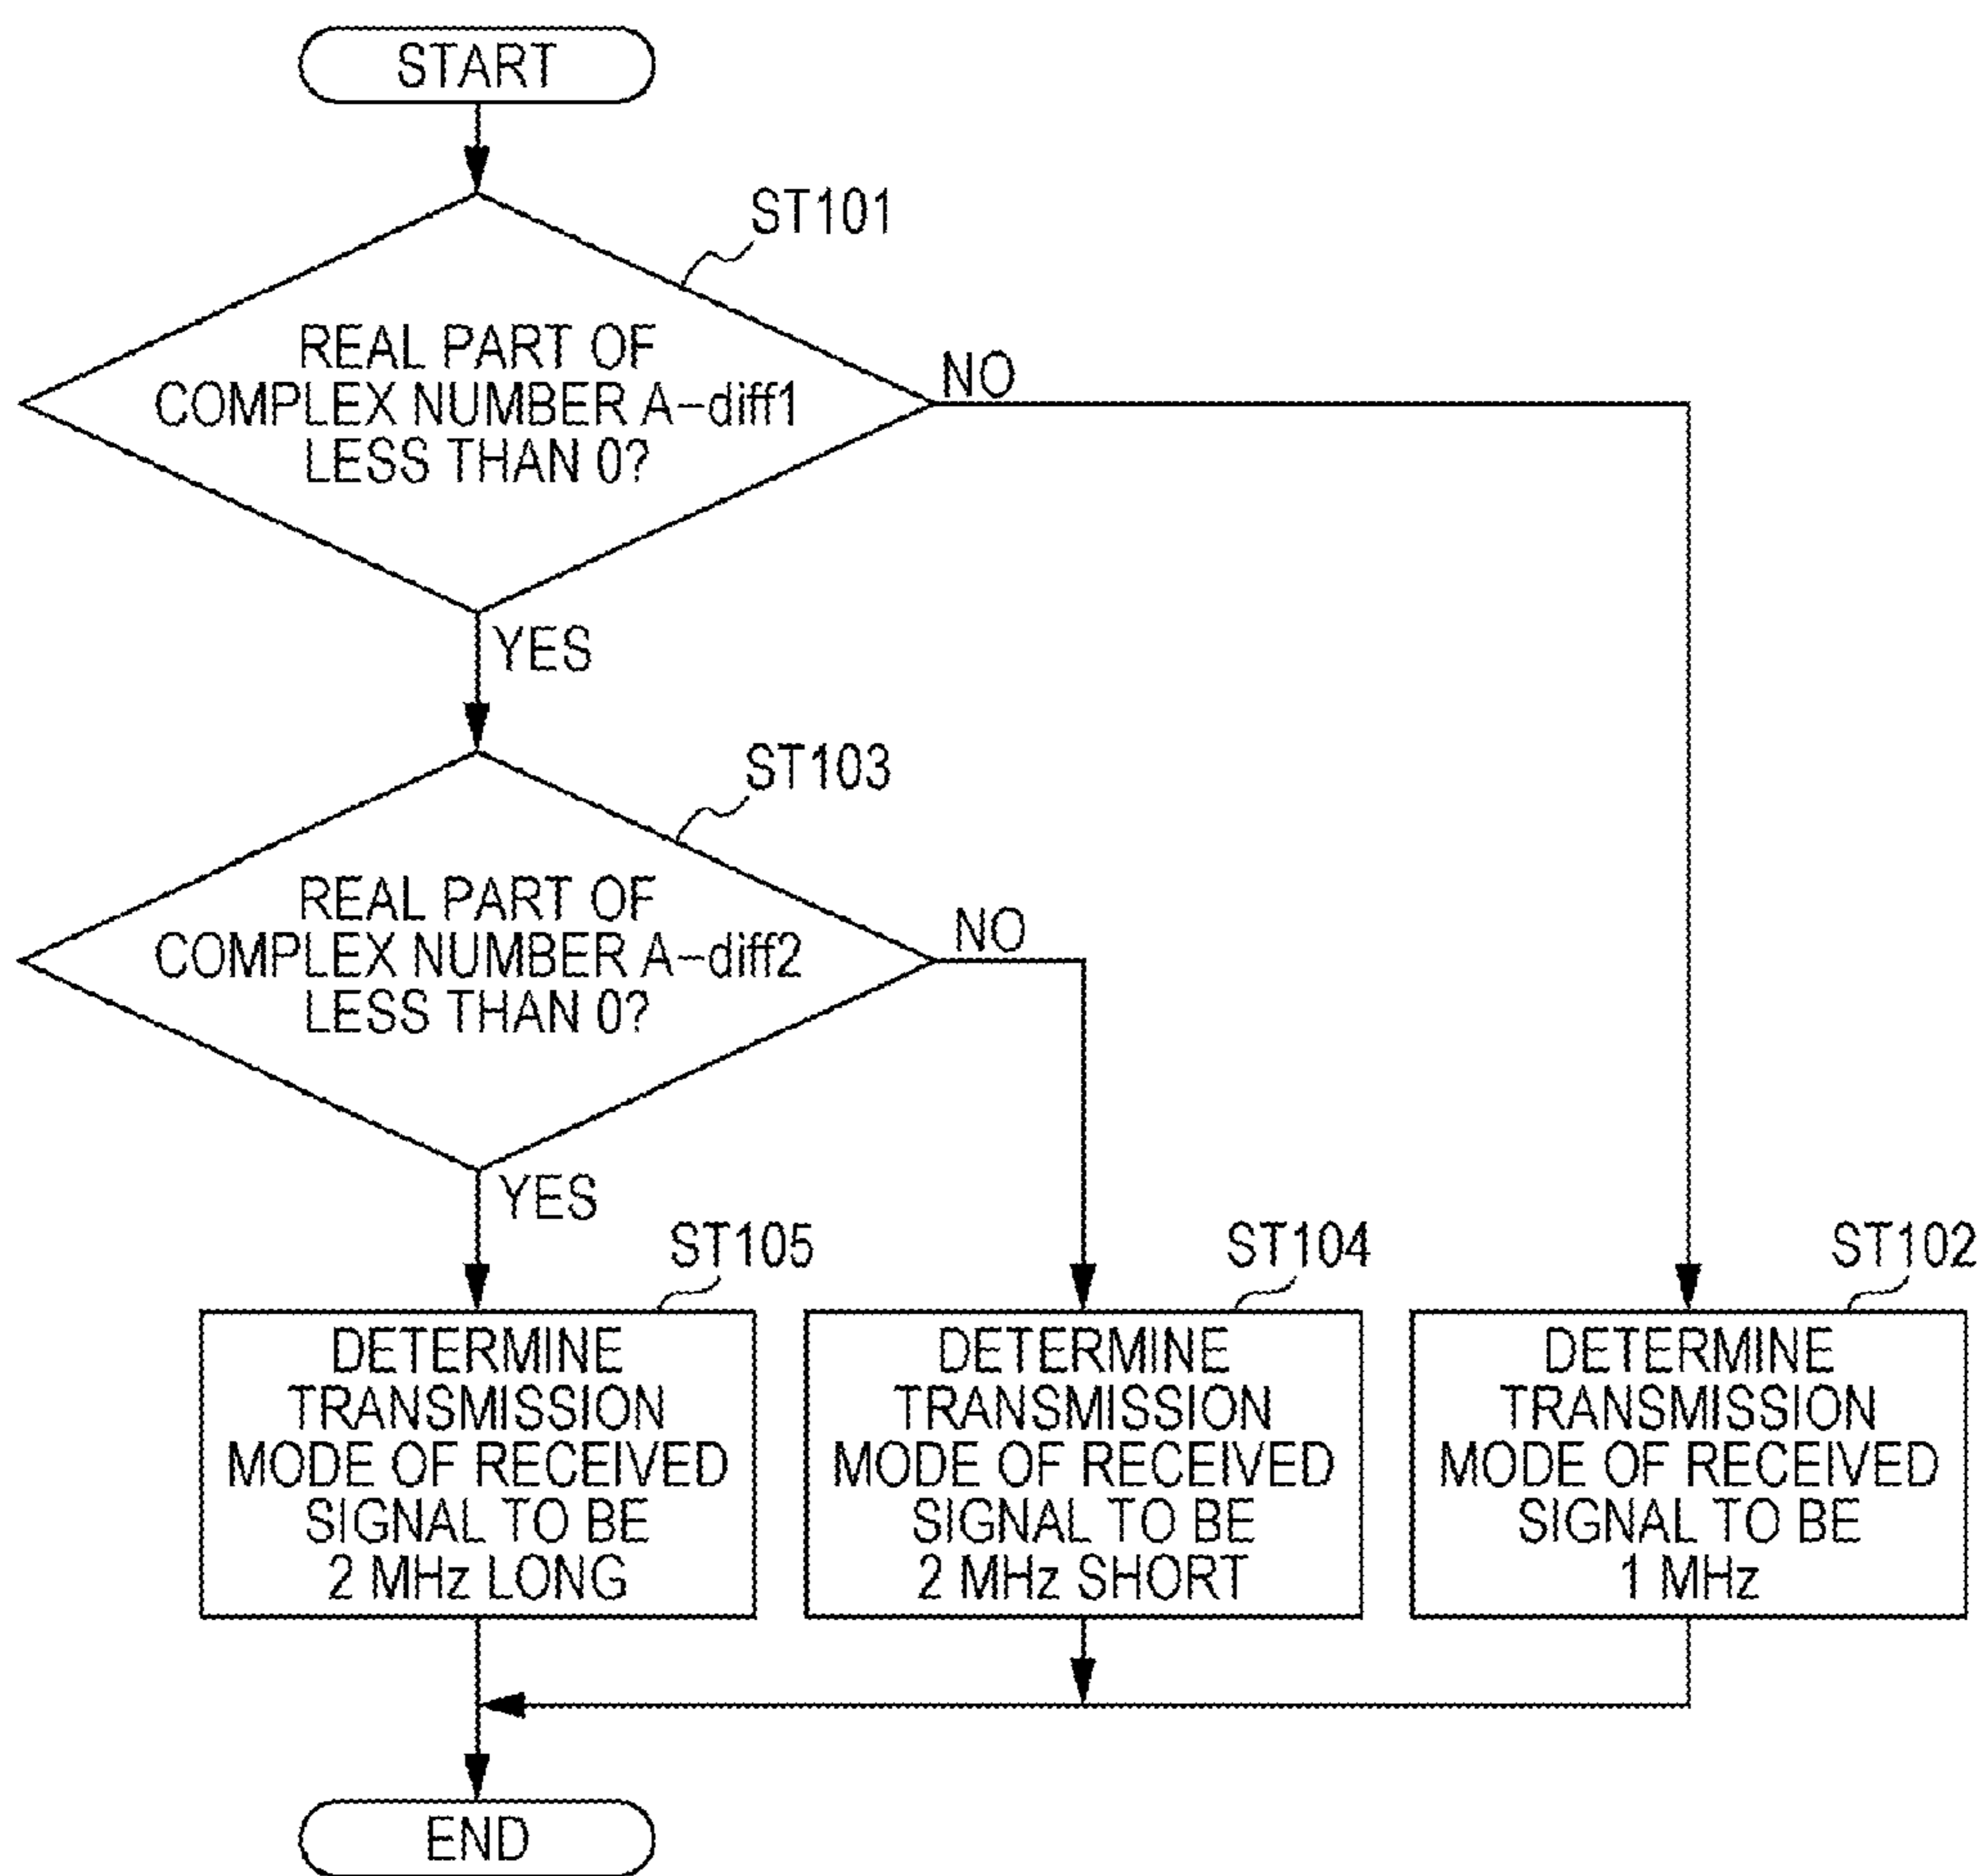 START
ST101
REAL PART OF
COMPLEX NUMBER A-diff1
LESS THAN 0?
NO
YES
ST103
REAL PART OF
COMPLEX NUMBER A-diff2
LESS THAN 0?
NO
YES
ST105
DETERMINE
TRANSMISSION
MODE OF RECEIVED
SIGNAL TO BE
2 MHz LONG
ST104
DETERMINE
TRANSMISSION
MODE OF RECEIVED
SIGNAL TO BE
2 MHz SHORT
ST102
DETERMINE
TRANSMISSION
MODE OF RECEIVED
SIGNAL TO BE
1 MHz
END